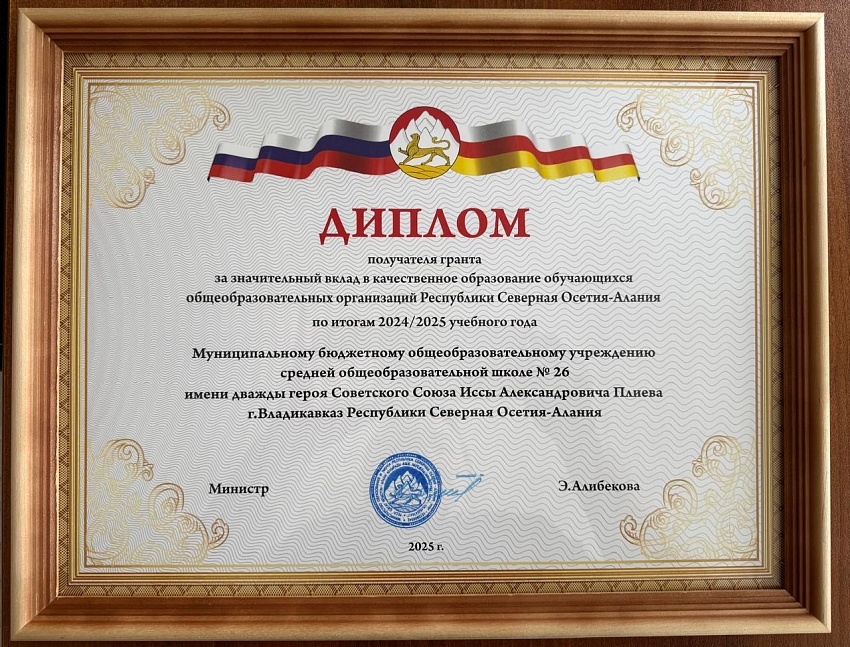 ДИПЛОМ
получателя гранта
за значительный вклад в качественное образование обучающихся
общеобразовательных организаций Республики Северная Осетия-Алания
по итогам 2024/2025 учебного года
Муниципальному бюджетному общеобразовательному учреждению
средней общеобразовательной школе № 26
имени дважды героя Советского Союза Иссы Александровича Плиева
г.Владикавказ Республики Северная Осетия-Алания
Министр
Э.Алибекова
2025 г.